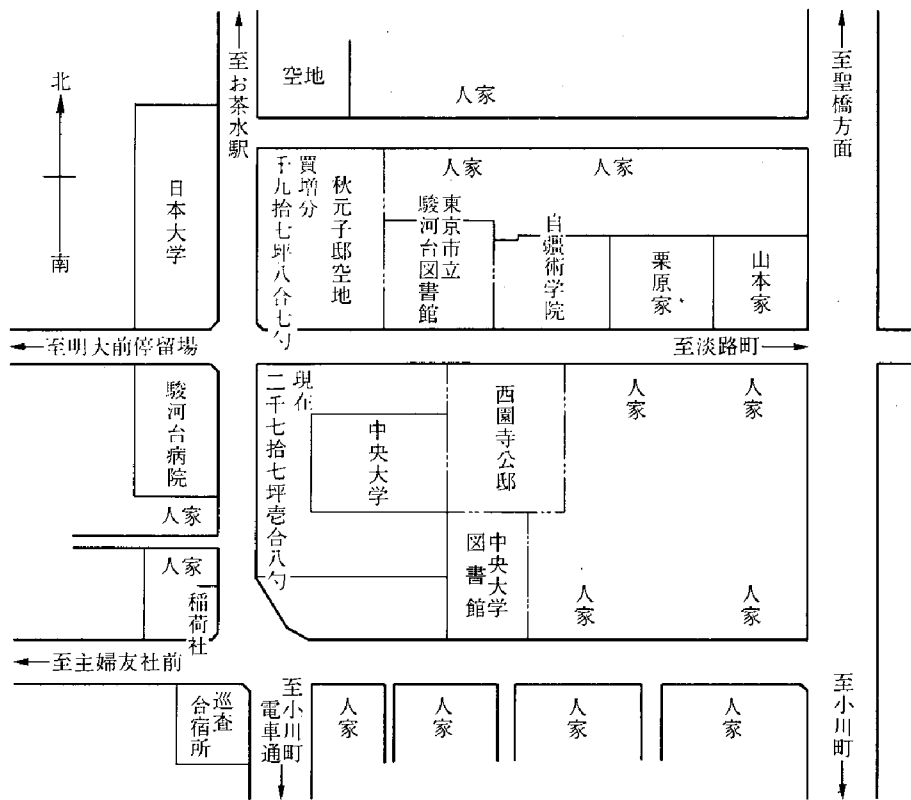 至お茶水駅
空地
人家
至聖橋方面
北
南
日本大学
買増分
千九拾七坪八合七勺
秋元子邸空地
人家
人家
東京市立
駿河台図書館
自彊術学院
栗原家
山本家
至明大前停留場
至淡路町
駿河台病院
人家
現在
二千七拾七坪壱合八勺
中央大学
西園寺公邸
人家
人家
人家
稲荷社
中央大学
図書館
人家
人家
至主婦友社前
巡査
合宿所
至小川町
電車通
人家
人家
人家
人家
至小川町